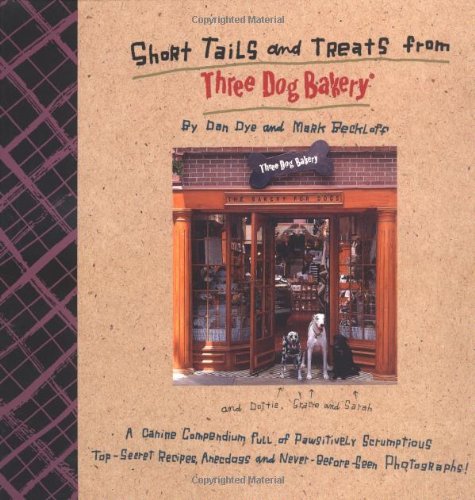 Copyrighted Material
Short Tails and Treats from
Three Dog Bakery®
By Dan Dye and Mark Beckloff
Three Dog Bakery
THE BAKERY FOR DOGS
and Dottie, Gracie and Sarah
A Canine Compendium Full of Pawsitively Scrumptious
Top-Secret Recipes, Anecdogs and Never-Before-Seen Photographs!
Copyrighted Material